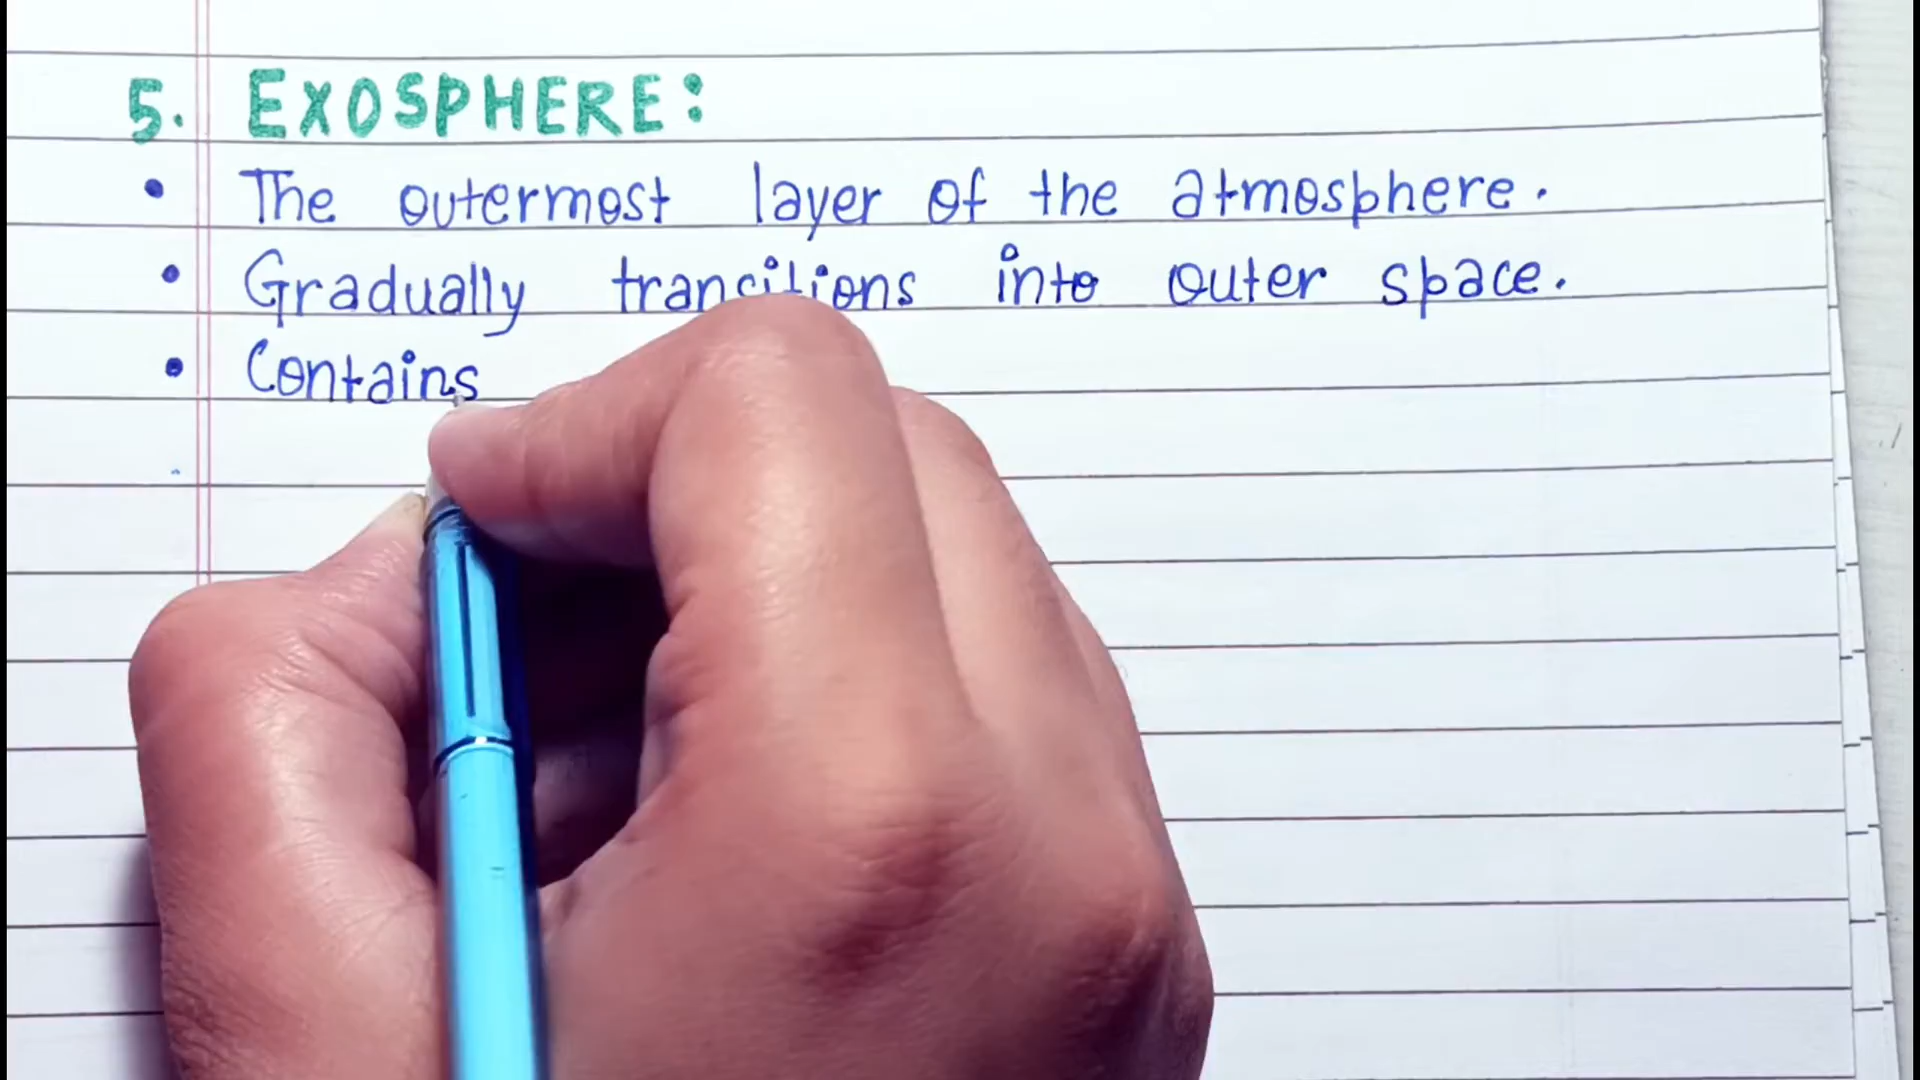 5. EXOSPHERE:
• The outermost layer of the atmosphere.
• Gradually transitions into outer space.
• Contains